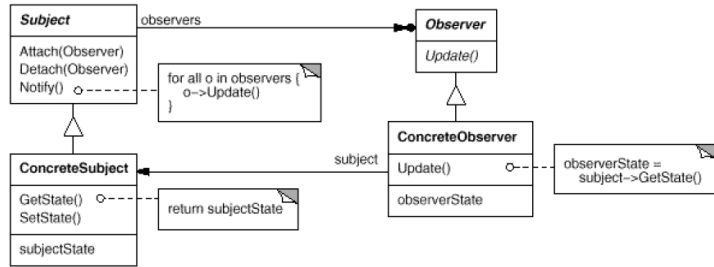 Subject
observers
Observer
Attach(Observer)
Detach(Observer)
Notify()
for all o in observers {
o->Update()
}
Update()
ConcreteSubject
GetState()
SetState()
subjectState
return subjectState
subject
ConcreteObserver
Update()
observerState
observerState =
subject->GetState()